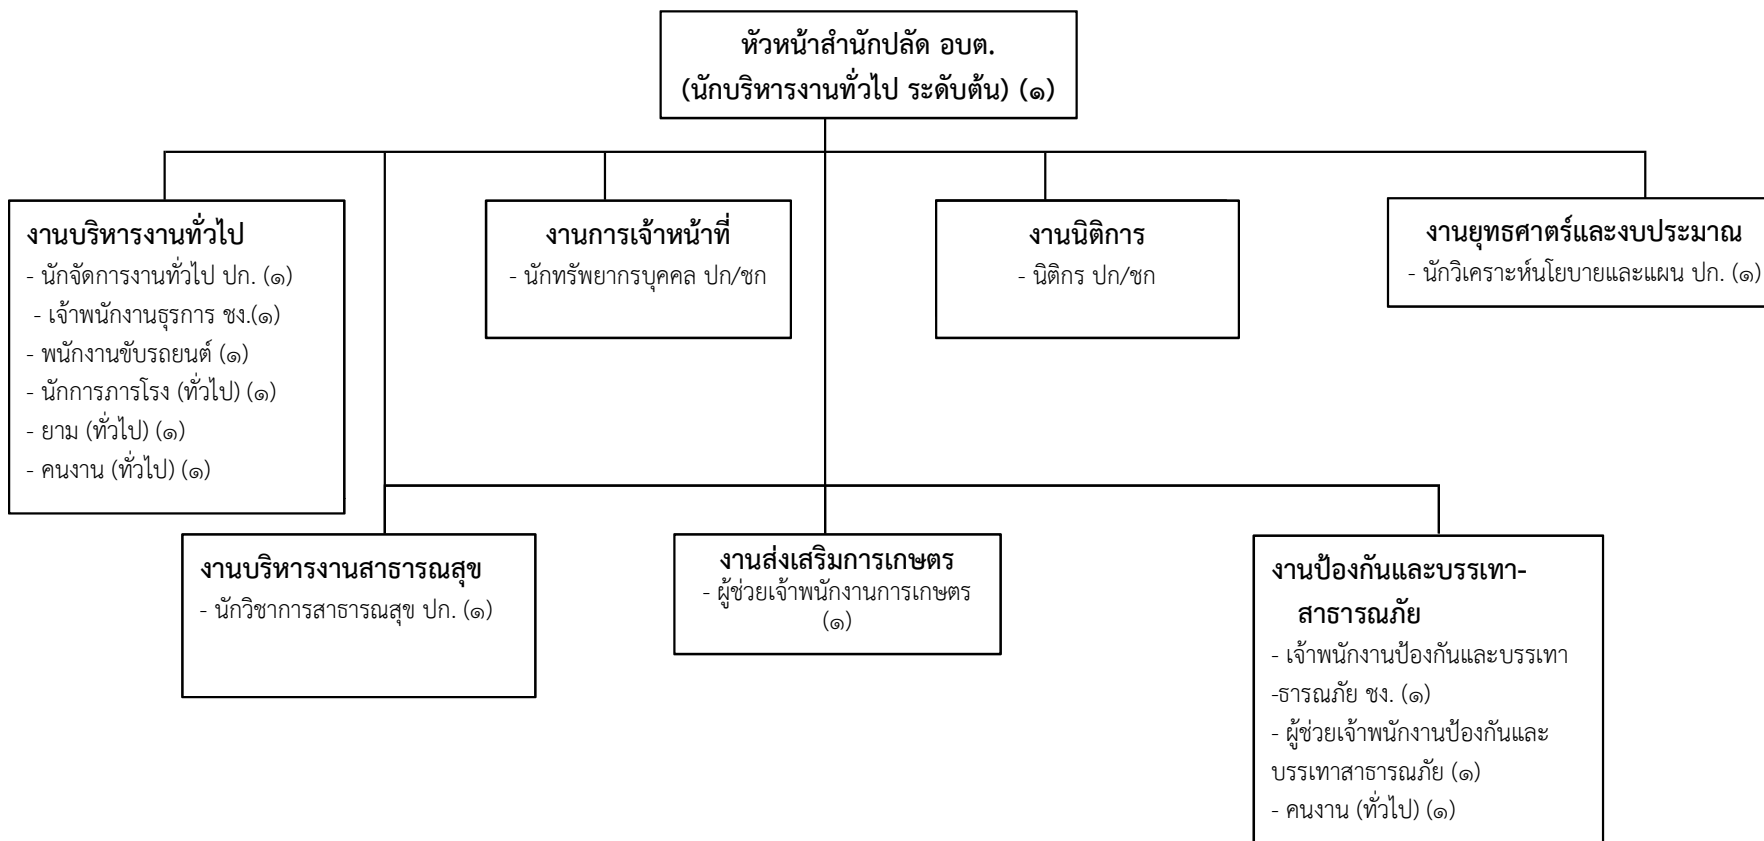 หัวหน้าสำนักปลัด อบต.
(นักบริหารงานทั่วไป ระดับต้น) (๑)
งานบริหารงานทั่วไป
- นักจัดการงานทั่วไป ปก. (๑)
- เจ้าพนักงานธุรการ ชง.(๑)
- พนักงานขับรถยนต์ (๑)
- นักการภารโรง (ทั่วไป) (๑)
- ยาม (ทั่วไป) (๑)
- คนงาน (ทั่วไป) (๑)
งานการเจ้าหน้าที่
- นักทรัพยากรบุคคล ปก/ชก
งานนิติการ
- นิติกร ปก/ชก
งานยุทธศาตร์และงบประมาณ
- นักวิเคราะห์นโยบายและแผน ปก. (๑)
งานบริหารงานสาธารณสุข
- นักวิชาการสาธารณสุข ปก. (๑)
งานส่งเสริมการเกษตร
- ผู้ช่วยเจ้าพนักงานการเกษตร
(๑)
งานป้องกันและบรรเทา-
สาธารณภัย
- เจ้าพนักงานป้องกันและบรรเทา
-ธารณภัย ชง. (๑)
- ผู้ช่วยเจ้าพนักงานป้องกันและ
บรรเทาสาธารณภัย (๑)
- คนงาน (ทั่วไป) (๑)